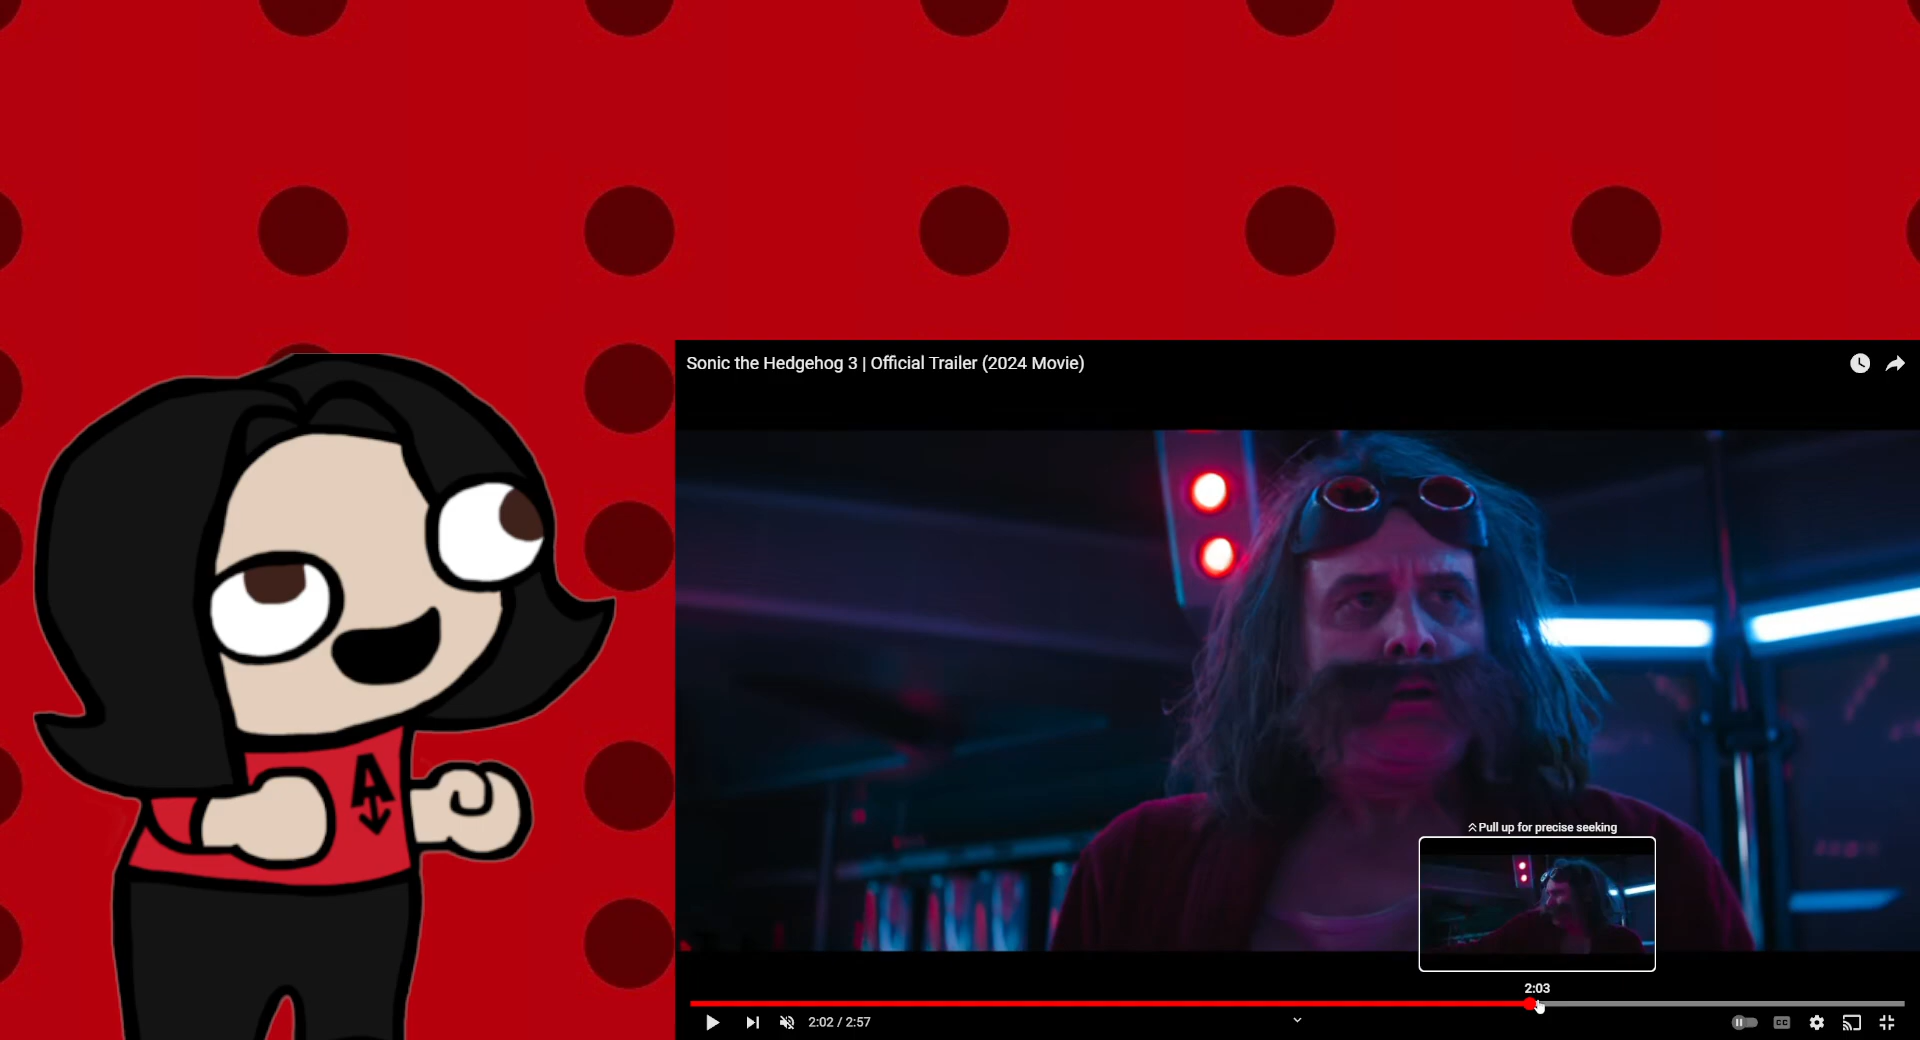 Sonic the Hedgehog 3 | Official Trailer (2024 Movie)
A
Pull up for precise seeking
2:03
2:02 / 2:57
CC